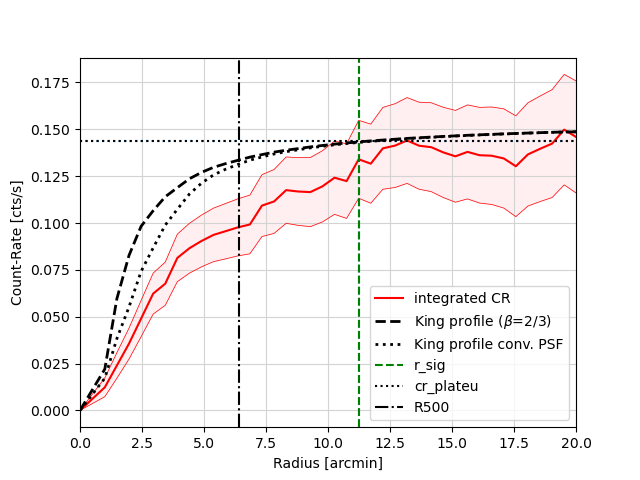 0.175
0.150
0.125
0.100
0.075
0.050
0.025
0.000
Count-Rate [cts/s]
integrated CR
King profile (β=2/3)
King profile conv. PSF
r_sig
cr_plateu
R500
0.0 2.5 5.0 7.5 10.0 12.5 15.0 17.5 20.0
Radius [arcmin]